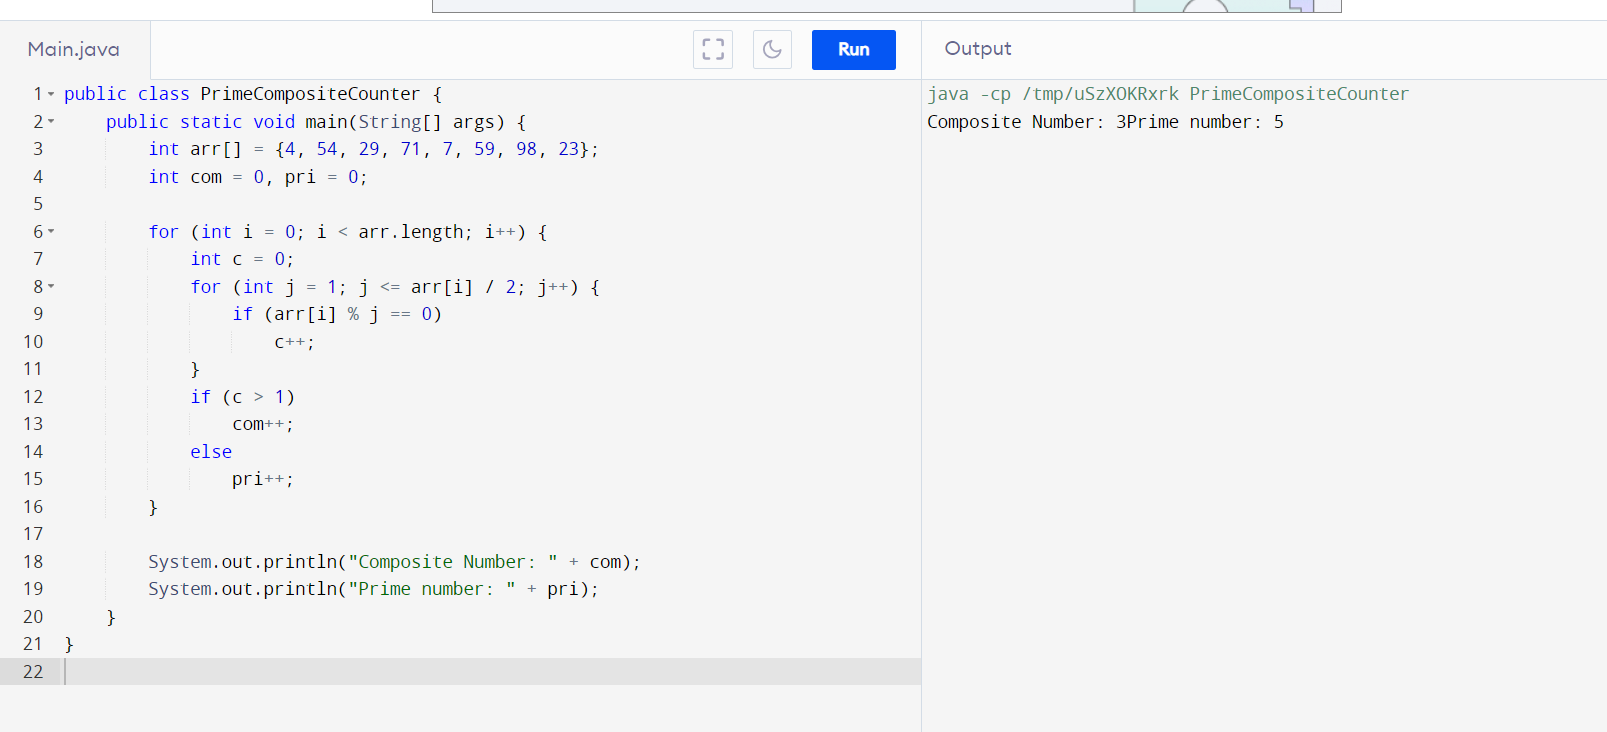 Main.java
Run
Output
1 public class PrimeCompositeCounter {
2 public static void main(String[] args) {
3 int arr[] = {4, 54, 29, 71, 7, 59, 98, 23};
4 int com = 0, pri = 0;
5
6 for (int i = 0; i < arr.length; i++) {
7 int c = 0;
8 for (int j = 1; j <= arr[i] / 2; j++) {
9 if (arr[i] % j == 0)
10 c++;
11 }
12 if (c > 1)
13 com++;
14 else
15 pri++;
16 }
17
18 System.out.println("Composite Number: " + com);
19 System.out.println("Prime number: " + pri);
20 }
21 }
22
java -cp /tmp/uSzXOKRxrk PrimeCompositeCounter
Composite Number: 3Prime number: 5